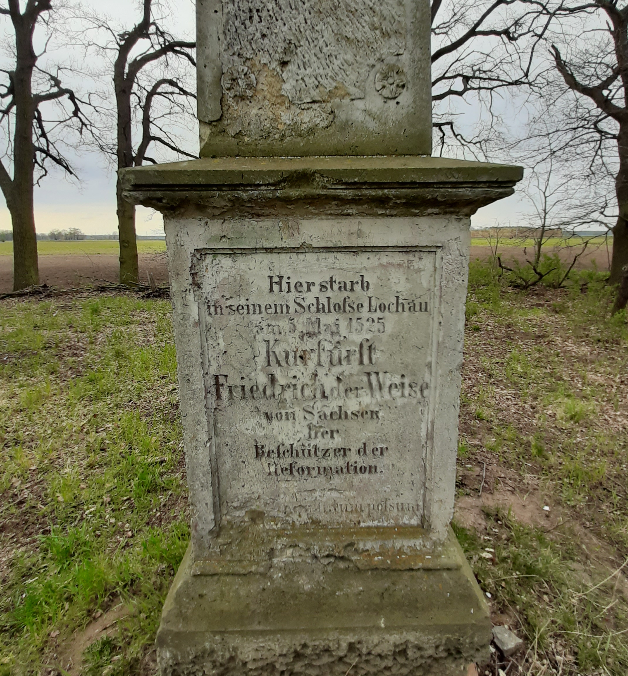 Hier starb
in seinem Schloſse Lochau
am 5. Mai 1525
Kurfürſt
Friedrich der Weise
von Sachsen
Der
Beſchützer der
Reformation.